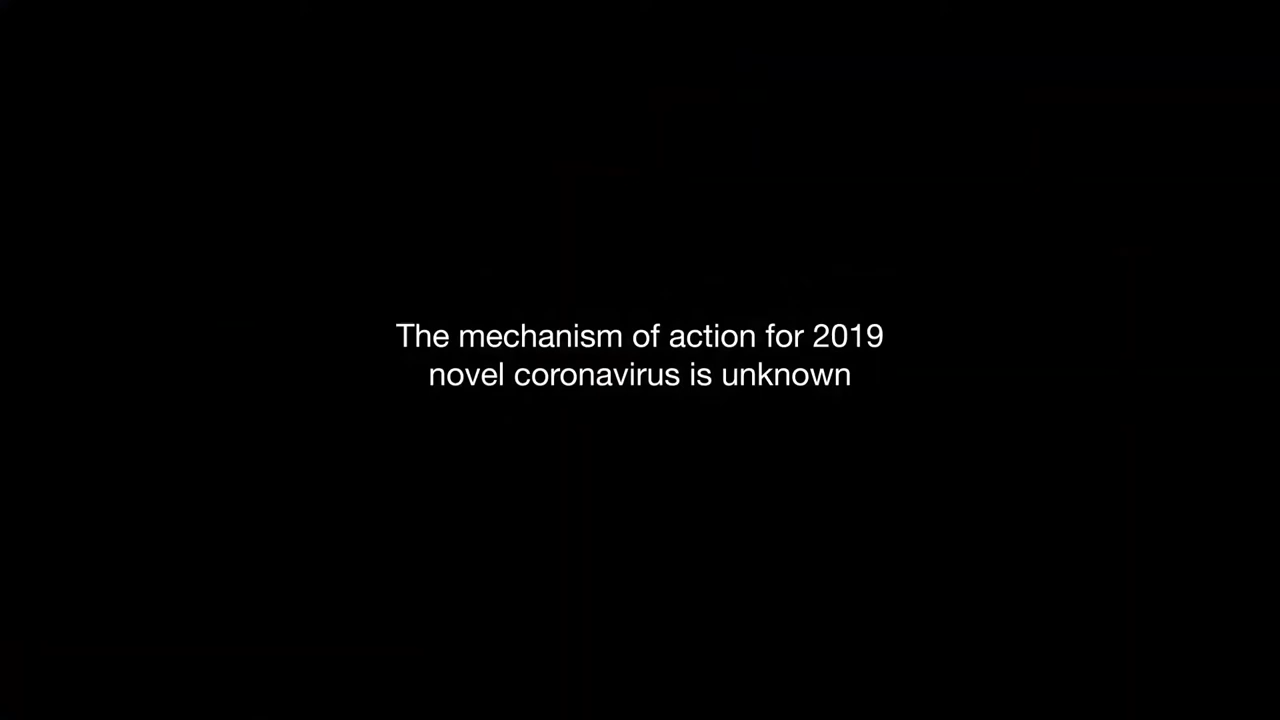 The mechanism of action for 2019
novel coronavirus is unknown